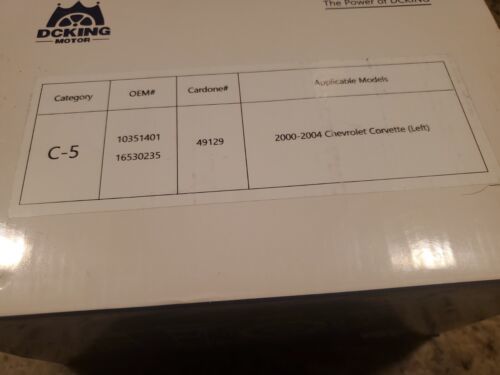 DCKING
MOTOR
The Power of DCKING
Category OEM# Cardone# Applicable Models
C-5 10351401 49129 2000-2004 Chevrolet Corvette (Left)
16530235